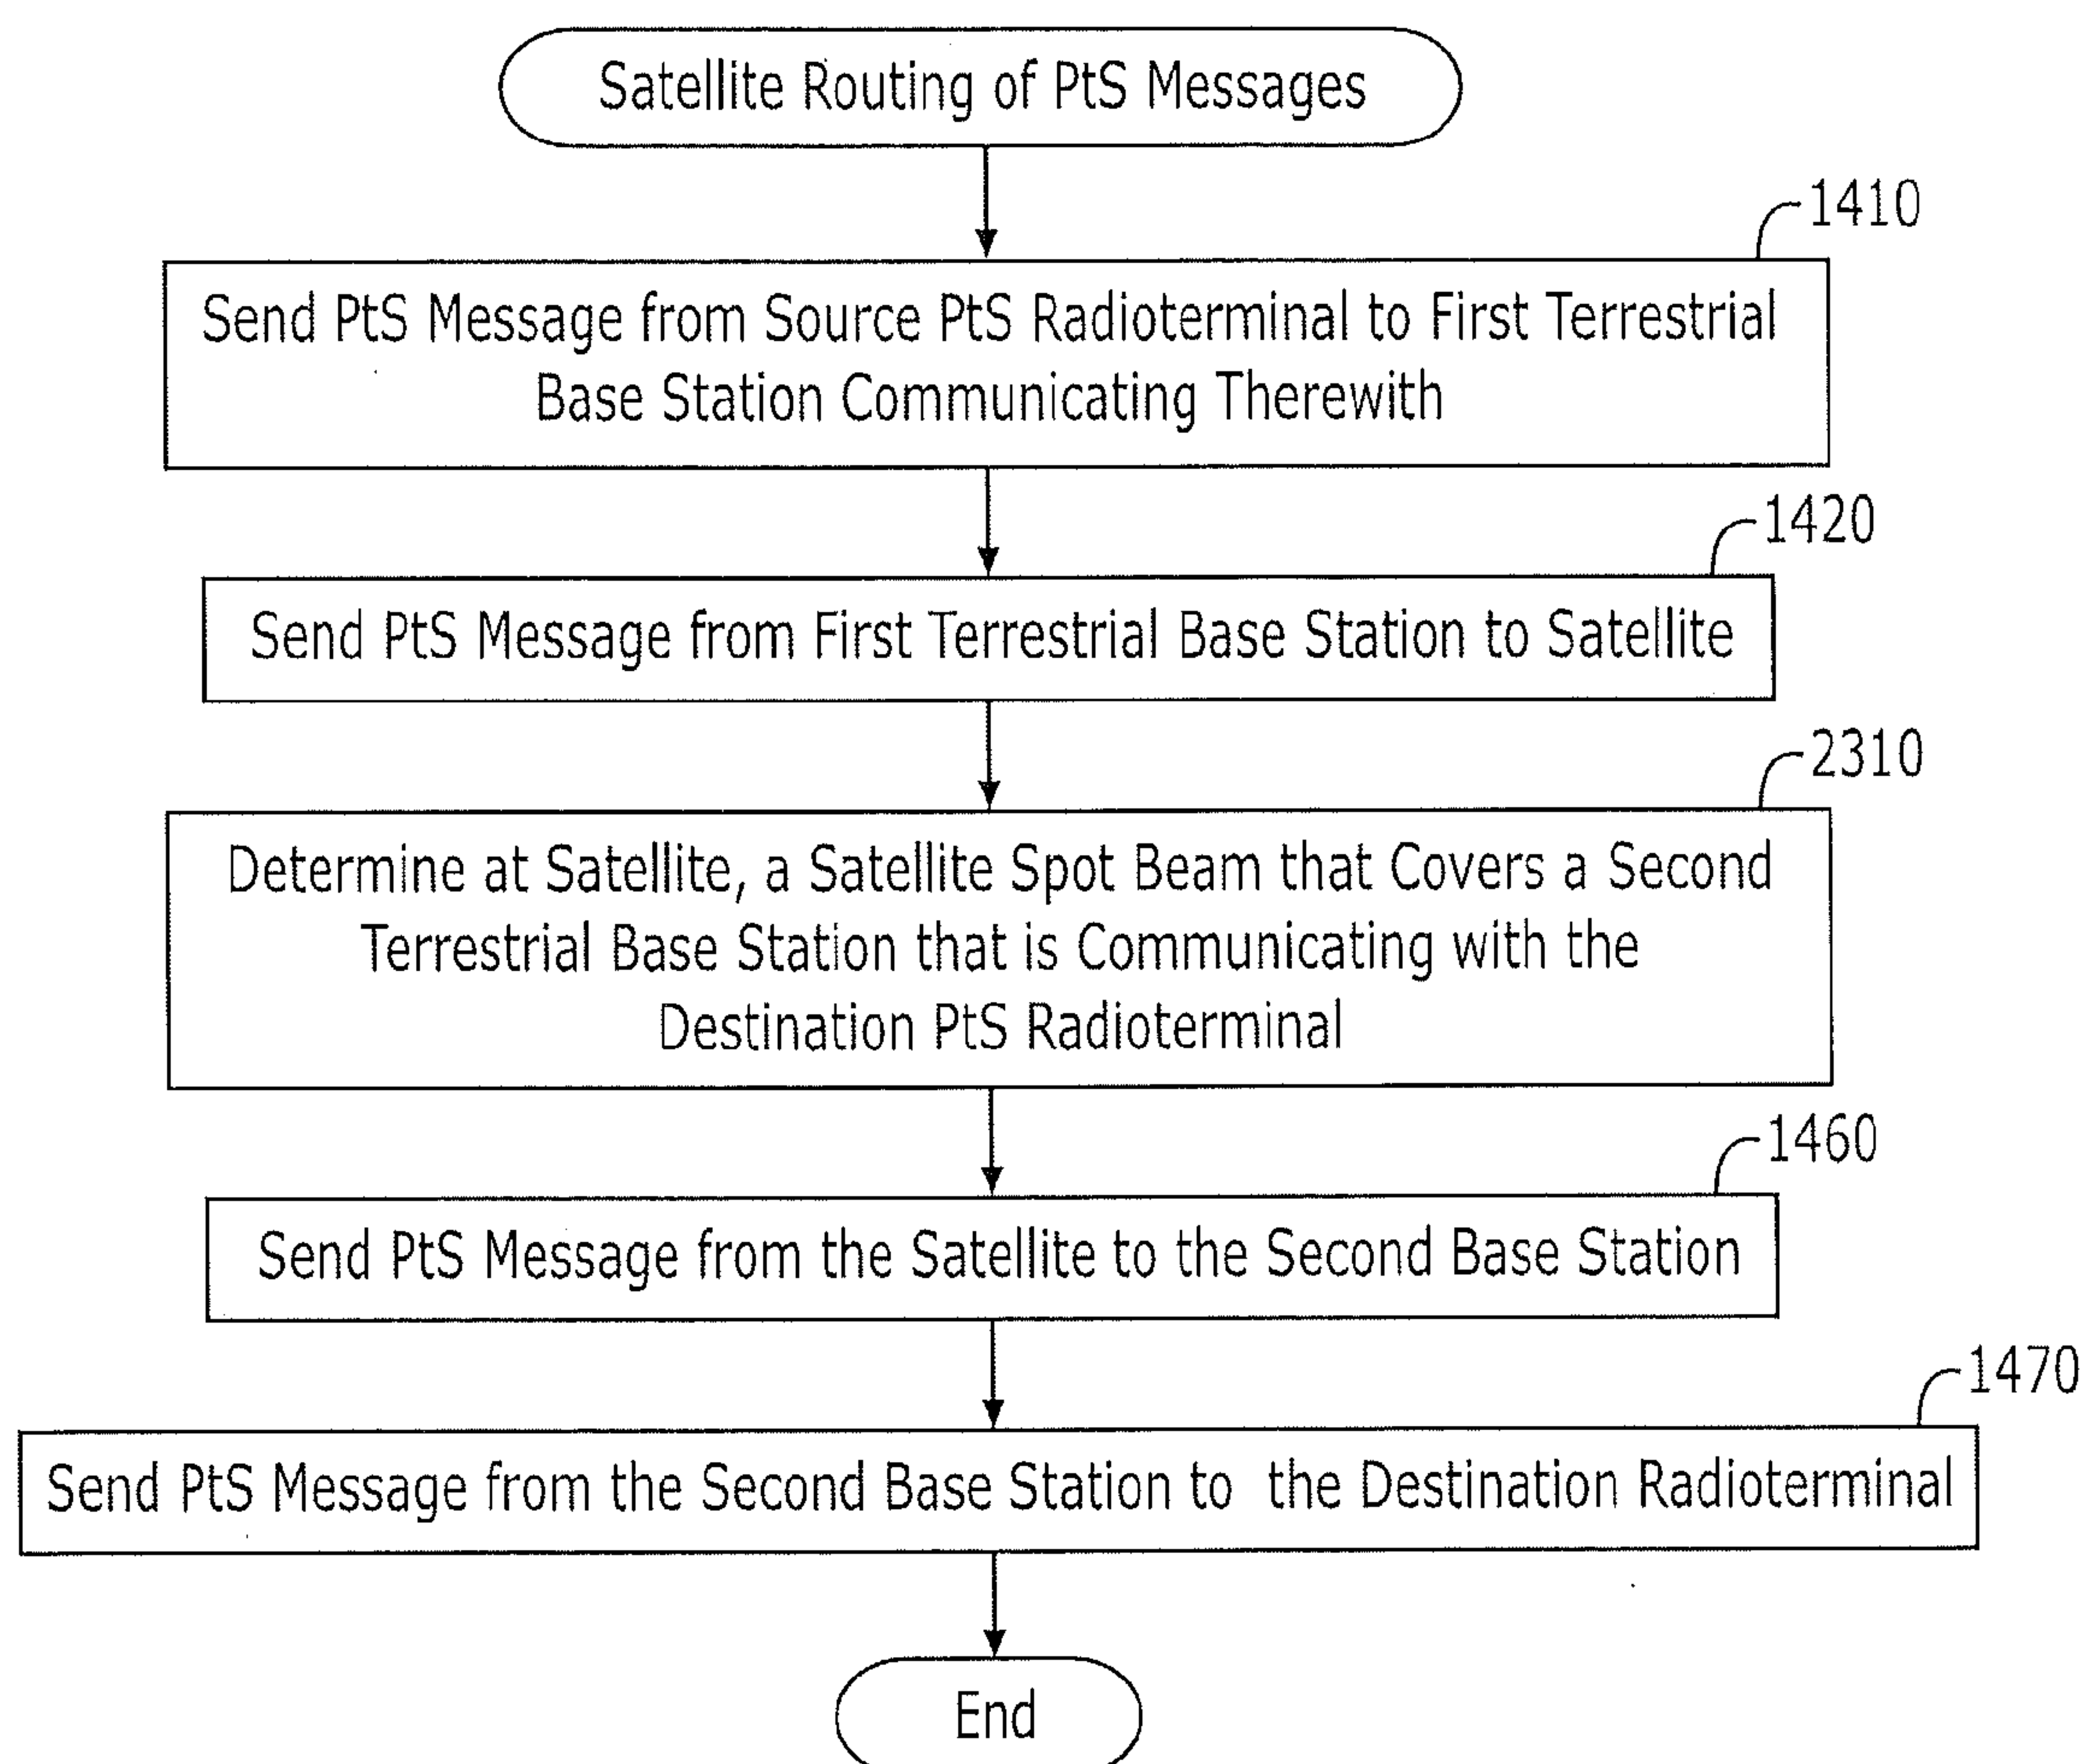 Satellite Routing of PtS Messages
1410
Send PtS Message from Source PtS Radioterminal to First Terrestrial
Base Station Communicating Therewith
1420
Send PtS Message from First Terrestrial Base Station to Satellite
2310
Determine at Satellite, a Satellite Spot Beam that Covers a Second
Terrestrial Base Station that is Communicating with the
Destination PtS Radioterminal
1460
Send PtS Message from the Satellite to the Second Base Station
1470
Send PtS Message from the Second Base Station to the Destination Radioterminal
End